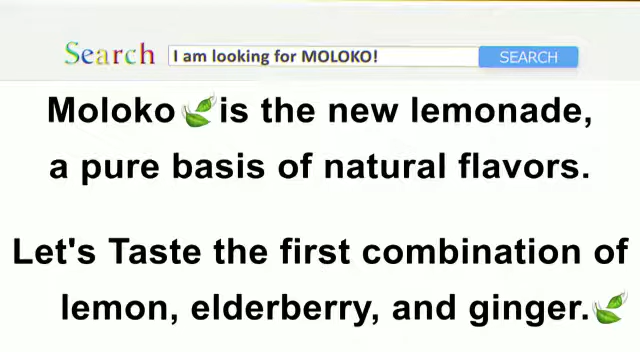 Search I am looking for MOLOKO! SEARCH
Moloko is the new lemonade,
a pure basis of natural flavors.
Let's Taste the first combination of
lemon, elderberry, and ginger.